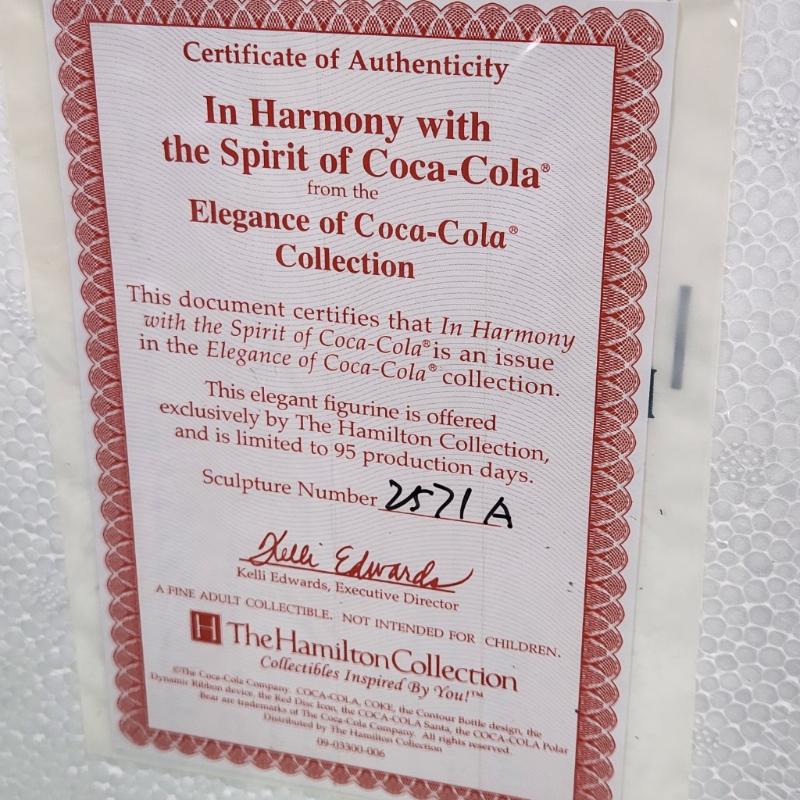 Certificate of Authenticity
In Harmony with
the Spirit of Coca-Cola®
from the
Elegance of Coca-Cola®
Collection
This document certifies that In Harmony
with the Spirit of Coca-Cola® is an issue
in the Elegance of Coca-Cola® collection.
This elegant figurine is offered
exclusively by The Hamilton Collection,
and is limited to 95 production days.
Sculpture Number 2571 A
Kelli Edwards
Kelli Edwards, Executive Director
A FINE ADULT COLLECTIBLE. NOT INTENDED FOR CHILDREN.
H The Hamilton Collection
Collectibles Inspired By You!™
©The Coca-Cola Company. COCA-COLA, COKE, the Contour Bottle design, the
Dynamic Ribbon device, the Red Disc Icon, the COCA-COLA Santa, the COCA-COLA Polar
Bear are trademarks of The Coca-Cola Company. All rights reserved.
Distributed by The Hamilton Collection
09-03300-006